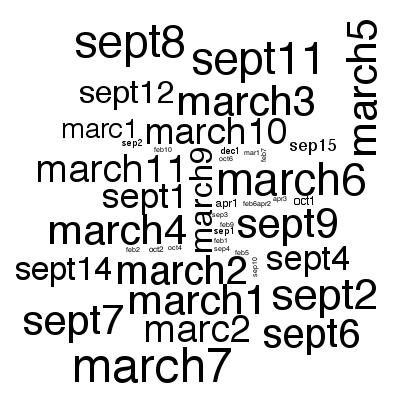 sept8
march5
sept11
sept12
march3
marc1
march10
sep2
feb10
dec1
mar1
feb7
sep15
oct6
march11
march9
march6
sept1
apr1
feb6
apr2
apr3
oct1
sep3
march4
feb9
sept9
sep1
feb1
feb2
oct2
oct4
sep4
feb5
sept14
march2
sep10
sept4
march1
sept2
sept7
marc2
sept6
march7